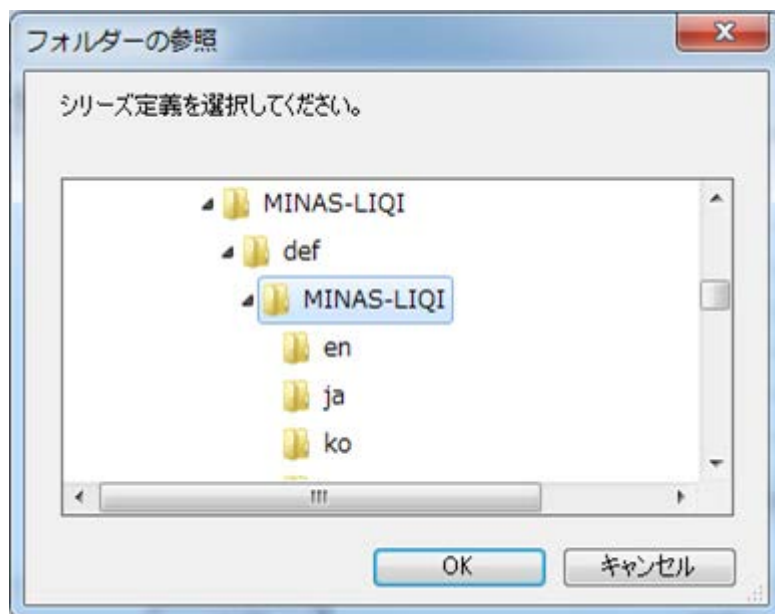 フォルダーの参照
シリーズ定義を選択してください。
MINAS-LIQI
def
MINAS-LIQI
en
ja
ko
OK
キャンセル